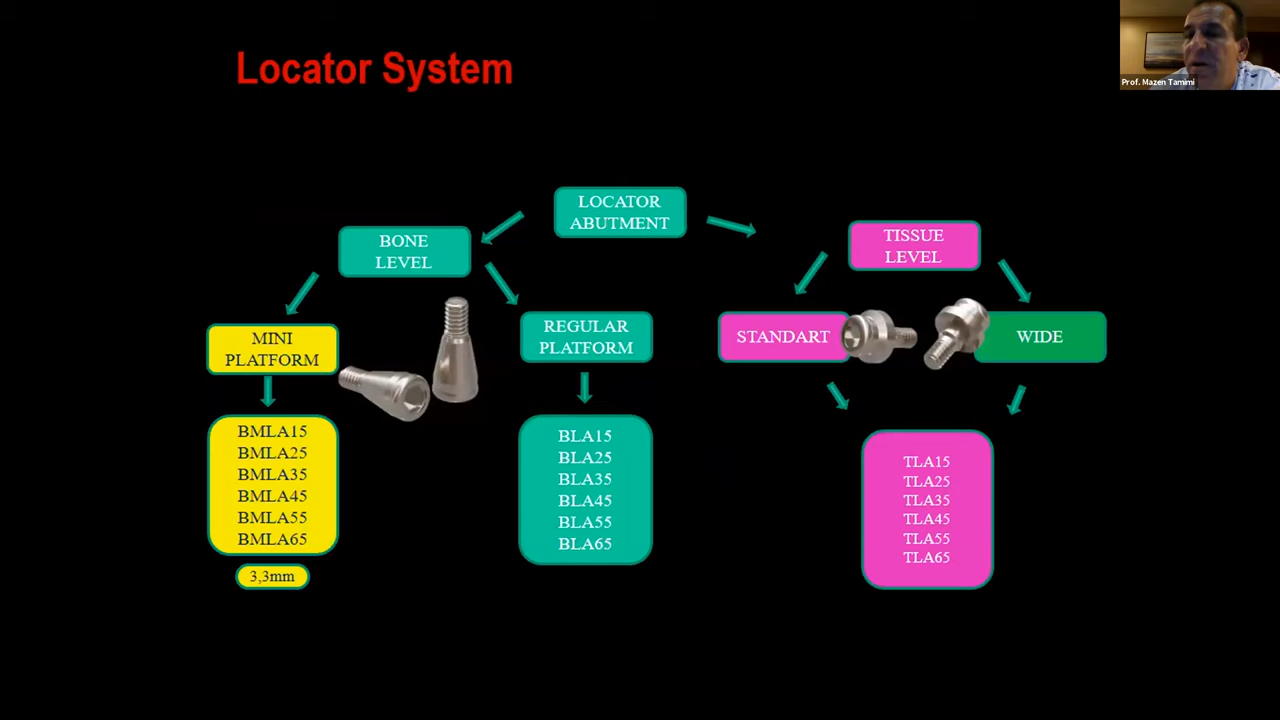 Locator System
Prof. Mazen Tamimi
LOCATOR
ABUTMENT
BONE
LEVEL
TISSUE
LEVEL
MINI
PLATFORM
REGULAR
PLATFORM
STANDART
WIDE
BMLA15
BMLA25
BMLA35
BMLA45
BMLA55
BMLA65
3,3mm
BLA15
BLA25
BLA35
BLA45
BLA55
BLA65
TLA15
TLA25
TLA35
TLA45
TLA55
TLA65